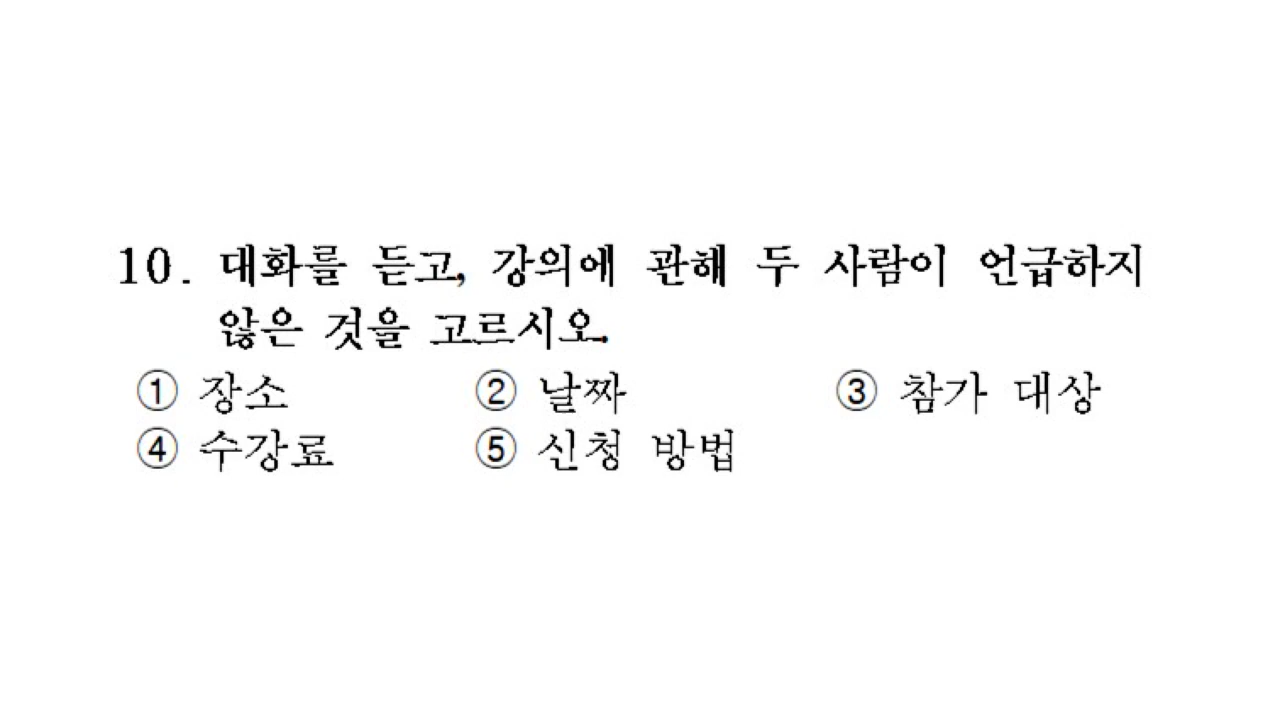 10. 대화를 듣고, 강의에 관해 두 사람이 언급하지
않은 것을 고르시오.
① 장소 ② 날짜 ③ 참가 대상
④ 수강료 ⑤ 신청 방법